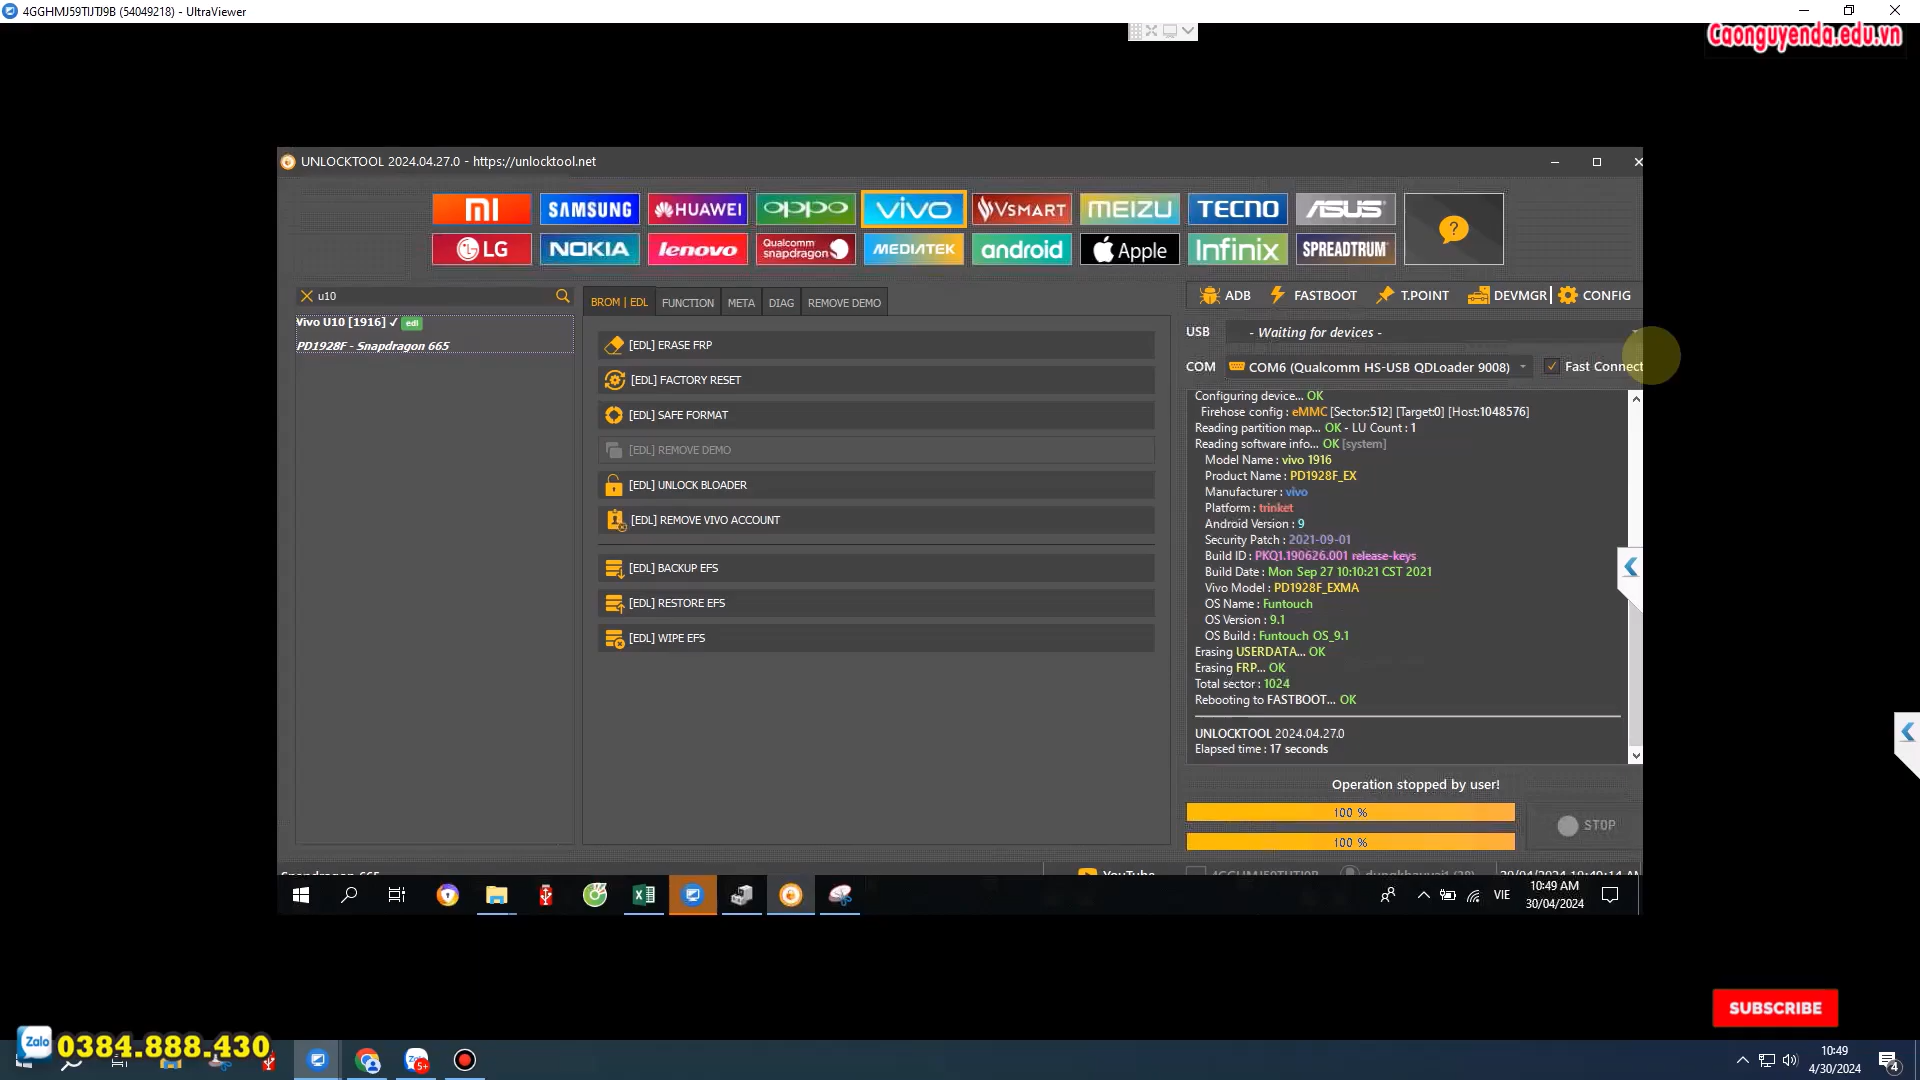 4GGHMJ59TIJTJ9B (54049218) - UltraViewer
Caonguyenda.edu.vn
UNLOCKTOOL 2024.04.27.0 - https://unlocktool.net
mi SAMSUNG HUAWEI oppo vivo VSMART MEIZU TECNO ASUS
LG NOKIA lenovo Qualcomm snapdragon MEDIATEK android Apple Infinix SPREADTRUM
?
u10
Vivo U10 [1916] ✓ edl
PD1928F - Snapdragon 665
BROM | EDL FUNCTION META DIAG REMOVE DEMO
[EDL] ERASE FRP
[EDL] FACTORY RESET
[EDL] SAFE FORMAT
[EDL] REMOVE DEMO
[EDL] UNLOCK BLOADER
[EDL] REMOVE VIVO ACCOUNT
[EDL] BACKUP EFS
[EDL] RESTORE EFS
[EDL] WIPE EFS
ADB FASTBOOT T.POINT DEVMGR CONFIG
USB - Waiting for devices -
COM COM6 (Qualcomm HS-USB QDLoader 9008) Fast Connect
Configuring device... OK
Firehose config : eMMC [Sector:512] [Target:0] [Host:1048576]
Reading partition map... OK - LU Count : 1
Reading software info... OK [system]
Model Name : vivo 1916
Product Name : PD1928F_EX
Manufacturer : vivo
Platform : trinket
Android Version : 9
Security Patch : 2021-09-01
Build ID : PKQ1.190626.001 release-keys
Build Date : Mon Sep 27 10:10:21 CST 2021
Vivo Model : PD1928F_EXMA
OS Name : Funtouch
OS Version : 9.1
OS Build : Funtouch OS_9.1
Erasing USERDATA... OK
Erasing FRP... OK
Total sector : 1024
Rebooting to FASTBOOT... OK
UNLOCKTOOL 2024.04.27.0
Elapsed time : 17 seconds
Operation stopped by user!
100 %
100 %
STOP
Snapdragon 665
YouTube
VIE
10:49 AM
30/04/2024
SUBSCRIBE
Zalo 0384.888.430
5+
10:49
4/30/2024
4